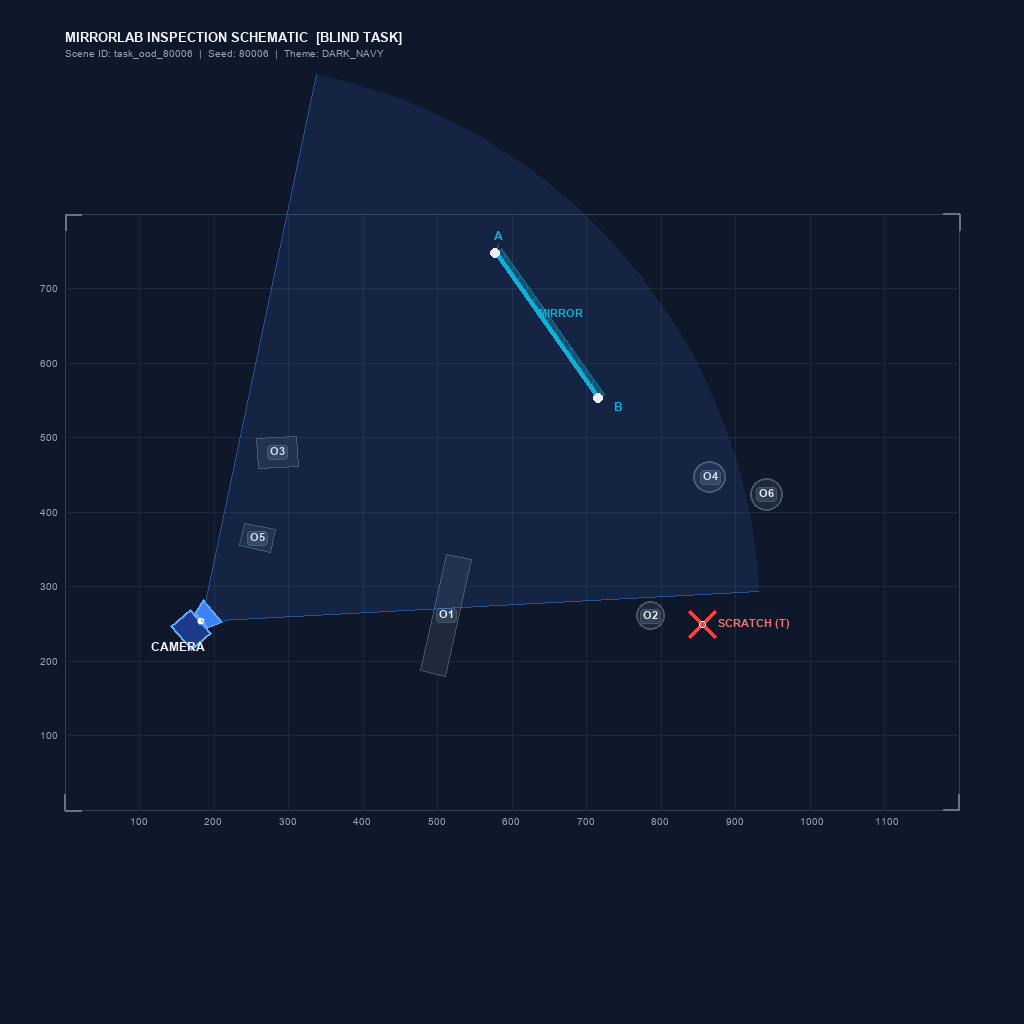 MIRRORLAB INSPECTION SCHEMATIC [BLIND TASK]
Scene ID: task_ood_80006 | Seed: 80006 | Theme: DARK_NAVY
A
700
MIRROR
600
B
500
O3
O4
O6
400
O5
300
O1
O2
SCRATCH (T)
CAMERA
200
100
100 200 300 400 500 600 700 800 900 1000 1100